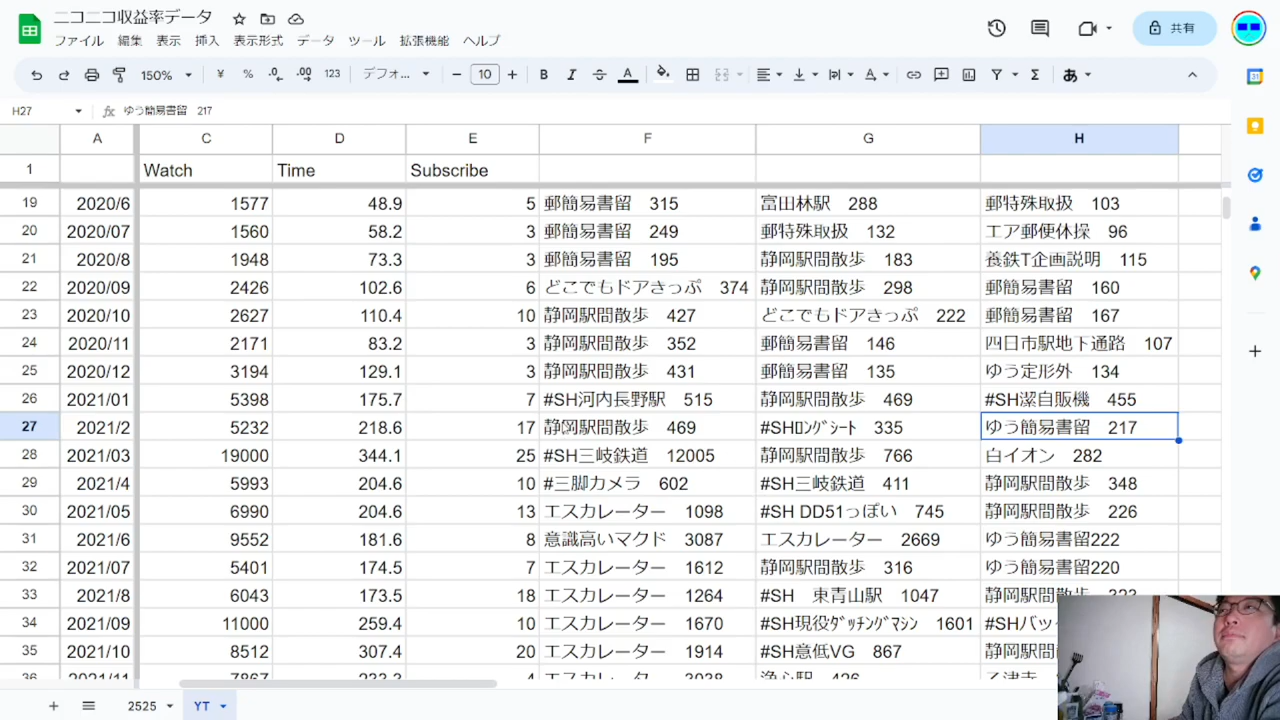 ニコニコ収益率データ
ファイル 編集 表示 挿入 表示形式 データ ツール 拡張機能 ヘルプ
共有
150% ¥ % .0 .00 123 デフォ... 10 B I A あ
31
H27 fx ゆう簡易書留 217
A C D E F G H
1 Watch Time Subscribe
19 2020/6 1577 48.9 5 郵簡易書留 315 富田林駅 288 郵特殊取扱 103
20 2020/07 1560 58.2 3 郵簡易書留 249 郵特殊取扱 132 エア郵便体操 96
21 2020/8 1948 73.3 3 郵簡易書留 195 静岡駅間散歩 183 養鉄T企画説明 115
22 2020/09 2426 102.6 6 どこでもドアきっぷ 374 静岡駅間散歩 298 郵簡易書留 160
23 2020/10 2627 110.4 10 静岡駅間散歩 427 どこでもドアきっぷ 222 郵簡易書留 167
24 2020/11 2171 83.2 3 静岡駅間散歩 352 郵簡易書留 146 四日市駅地下通路 107
25 2020/12 3194 129.1 3 静岡駅間散歩 431 郵簡易書留 135 ゆう定形外 134
26 2021/01 5398 175.7 7 #SH河内長野駅 515 静岡駅間散歩 469 #SH潔自販機 455
27 2021/2 5232 218.6 17 静岡駅間散歩 469 #SHﾛﾝｸﾞｼｰﾄ 335 ゆう簡易書留 217
28 2021/03 19000 344.1 25 #SH三岐鉄道 12005 静岡駅間散歩 766 白イオン 282
29 2021/4 5993 204.6 10 #三脚カメラ 602 #SH三岐鉄道 411 静岡駅間散歩 348
30 2021/05 6990 204.6 13 エスカレーター 1098 #SH DD51っぽい 745 静岡駅間散歩 226
31 2021/6 9552 181.6 8 意識高いマクド 3087 エスカレーター 2669 ゆう簡易書留222
32 2021/07 5401 174.5 7 エスカレーター 1612 静岡駅間散歩 316 ゆう簡易書留220
33 2021/8 6043 173.5 18 エスカレーター 1264 #SH 東青山駅 1047 静岡駅間散歩
34 2021/09 11000 259.4 10 エスカレーター 1670 #SH現役ﾀﾞｯﾁﾝｸﾞﾏｼﾝ 1601 #SHバッ
35 2021/10 8512 307.4 20 エスカレーター 1914 #SH意低VG 867 静岡駅間
2525 YT